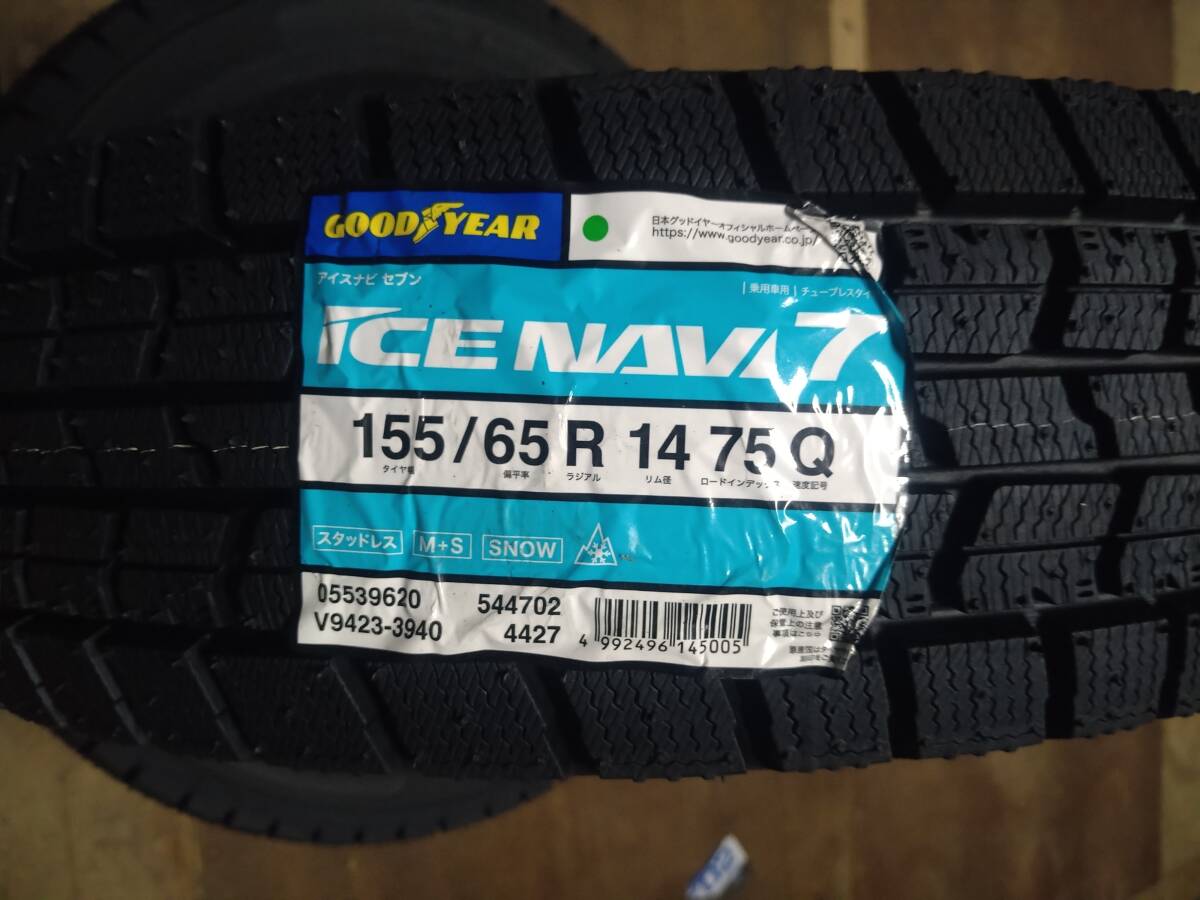 GOODYEAR
日本グッドイヤーオフィシャルホームペー
https://www.goodyear.co.jp/
アイスナビ セブン
乗用車用 チューブレスタイ
ICE NAVI 7
155/65 R 14 75 Q
タイヤ幅 偏平率 ラジアル リム径 ロードインデックス 速度記号
スタッドレス M+S SNOW
05539620 544702
V9423-3940 4427
4 992496 145005
ご使用上及び
保管上の注意
事項はこちら